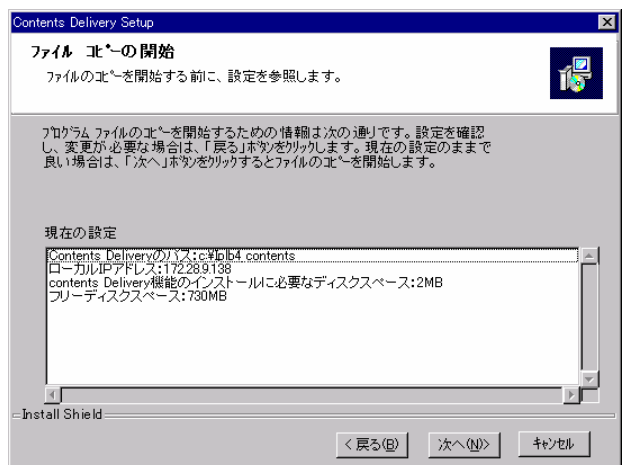 Contents Delivery Setup
ファイル コピーの開始
ファイルのコピーを開始する前に、設定を参照します。
プログラム ファイルのコピーを開始するための情報は次の通りです。設定を確認
し、変更が必要な場合は、「戻る」ボタンをクリックします。現在の設定のままで
良い場合は、「次へ」ボタンをクリックするとファイルのコピーを開始します。
現在の設定
Contents Deliveryのパス:c:¥Iplb4 contents
ローカルIPアドレス:172.28.9.138
contents Delivery機能のインストールに必要なディスクスペース:2MB
フリーディスクスペース:730MB
Install Shield
< 戻る(B)
次へ(N)>
キャンセル